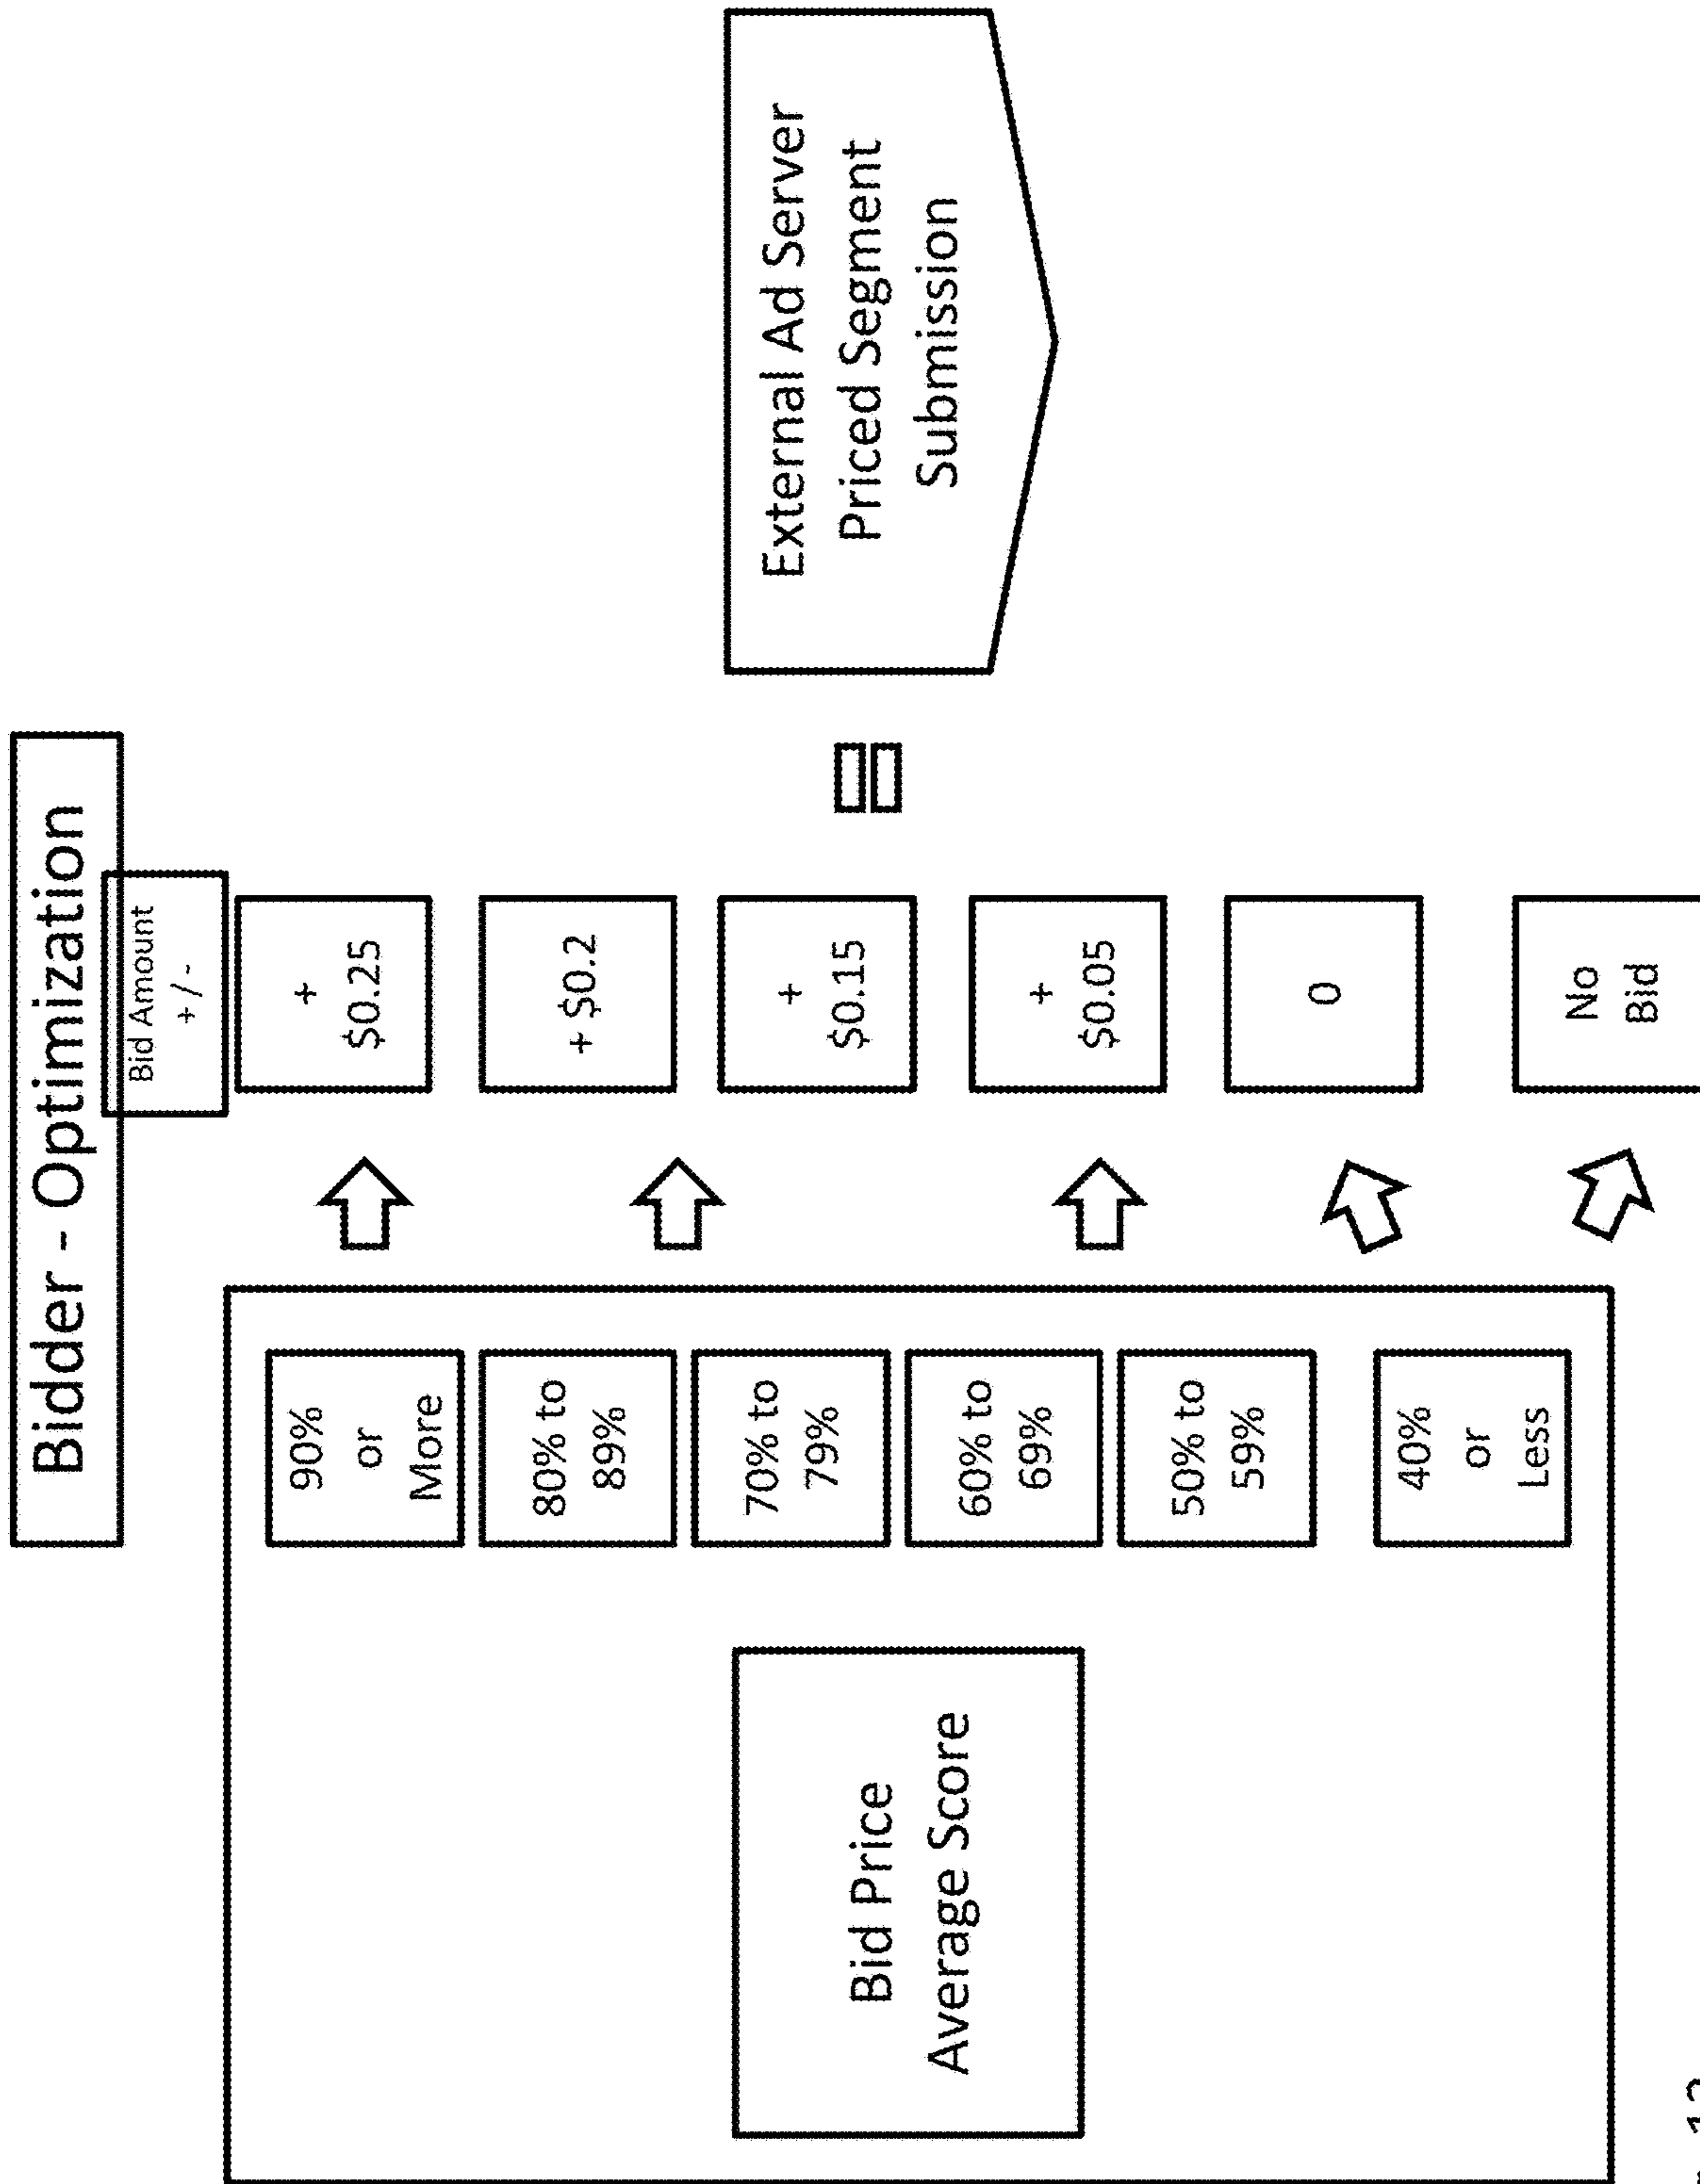 Bidder - Optimization
Bid Amount
+ / -
Bid Price
Average Score
90%
or
More
80% to
89%
70% to
79%
60% to
69%
50% to
59%
40%
or
Less
+
$0.25
+ $0.2
+
$0.15
+
$0.05
0
No
Bid
External Ad Server
Priced Segment
Submission